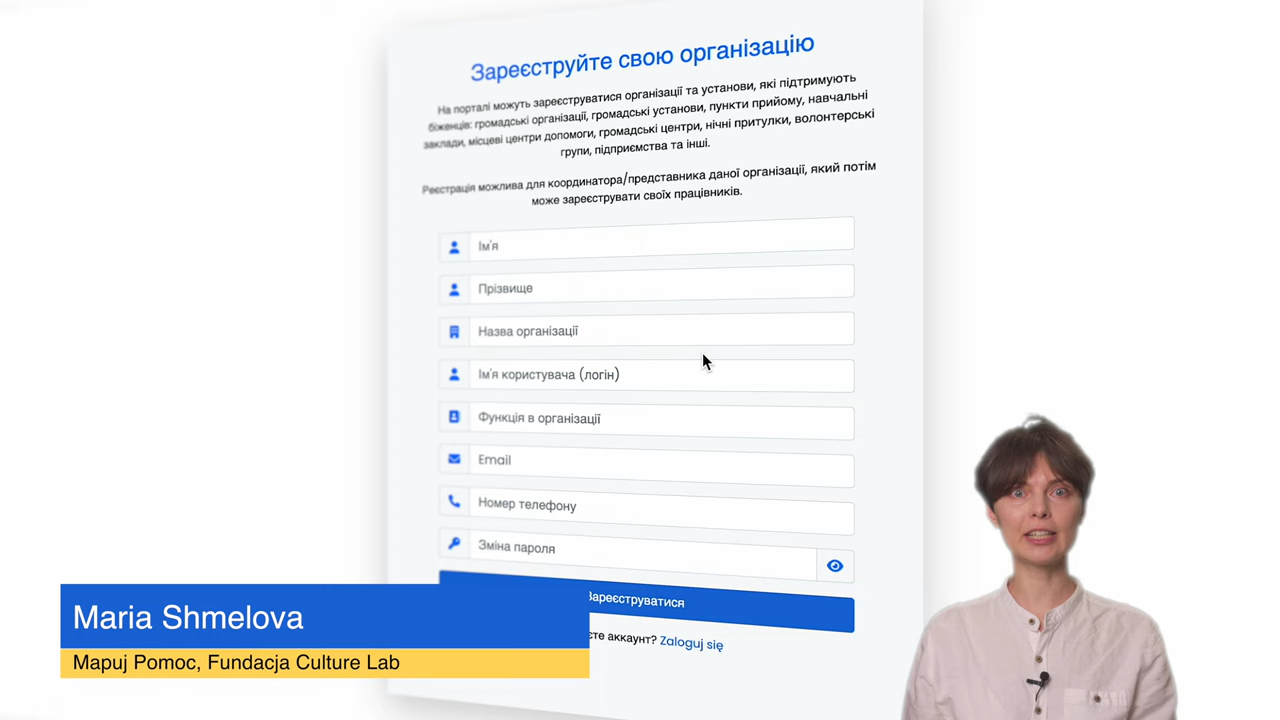 Зареєструйте свою організацію
На порталі можуть зареєструватися організації та установи, які підтримують
біженців: громадські організації, громадські установи, пункти прийому, навчальні
заклади, місцеві центри допомоги, громадські центри, нічні притулки, волонтерські
групи, підприємства та інші.
Реєстрація можлива для координатора/представника даної організації, який потім
може зареєструвати своїх працівників.
Ім'я
Прізвище
Назва організації
Ім'я користувача (логін)
Функція в організації
Email
Номер телефону
Зміна пароля
Зареєструватися
сте аккаунт? Zaloguj się
Maria Shmelova
Mapuj Pomoc, Fundacja Culture Lab